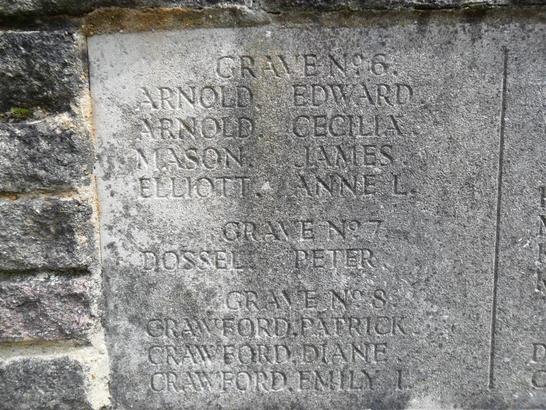 GRAVE Nº 6.
ARNOLD. EDWARD.
ARNOLD. CECILIA.
MASON. JAMES.
ELLIOTT. ANNE L.
GRAVE Nº 7.
DOSSEL. PETER.
GRAVE Nº 8
CRAWFORD. PATRICK
CRAWFORD. DIANE.
CRAWFORD. EMILY I.